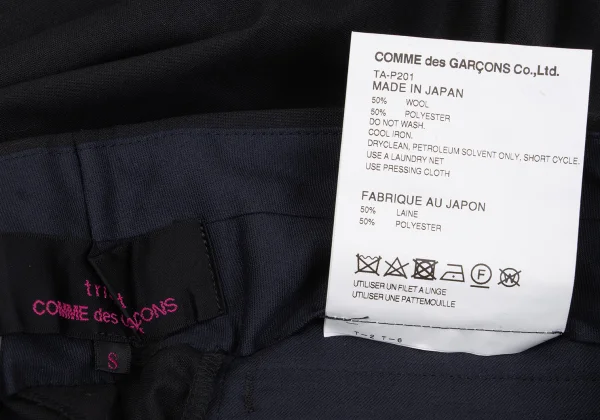 COMME des GARÇONS Co.,Ltd.
TA-P201
MADE IN JAPAN
50% WOOL
50% POLYESTER
DO NOT WASH.
COOL IRON.
DRYCLEAN, PETROLEUM SOLVENT ONLY, SHORT CYCLE.
USE A LAUNDRY NET
USE PRESSING CLOTH
FABRIQUE AU JAPON
50% LAINE
50% POLYESTER
UTILISER UN FILET A LINGE
UTILISER UNE PATTEMOUILLE
T-2 T-6
COMME des GARÇONS
S